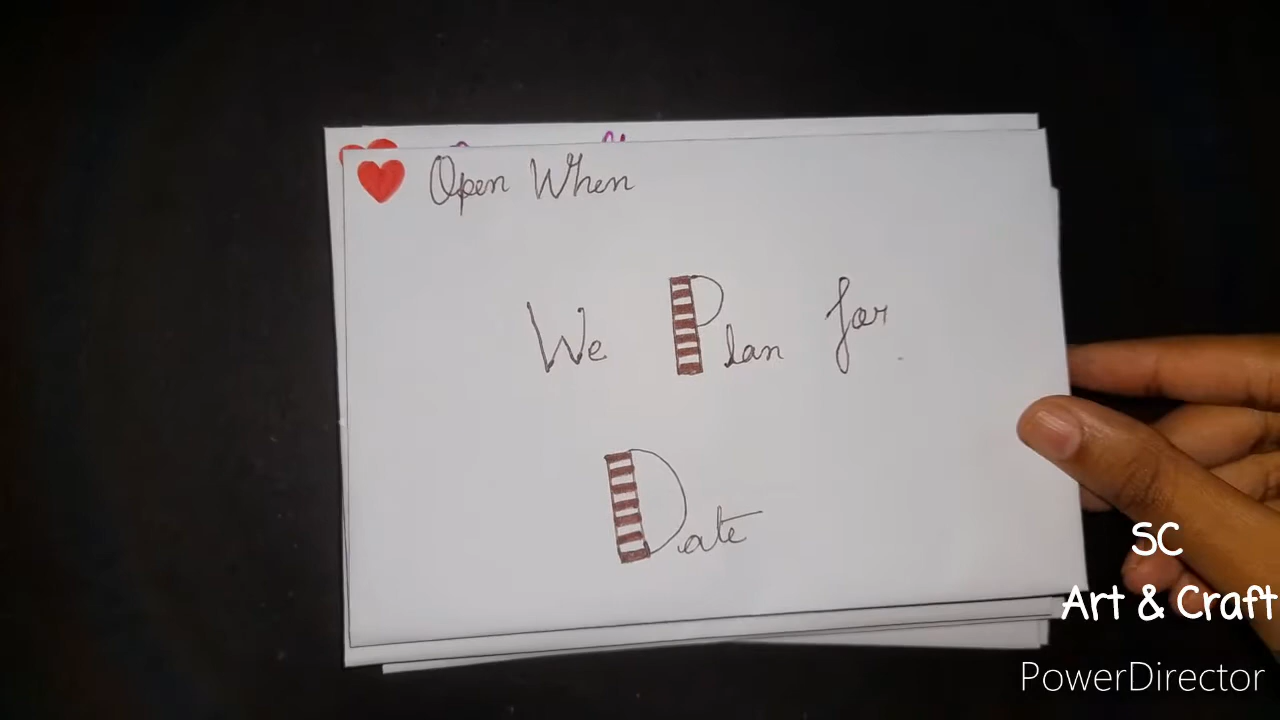 Open When
We Plan for
Date
SC
Art & Craft
PowerDirector